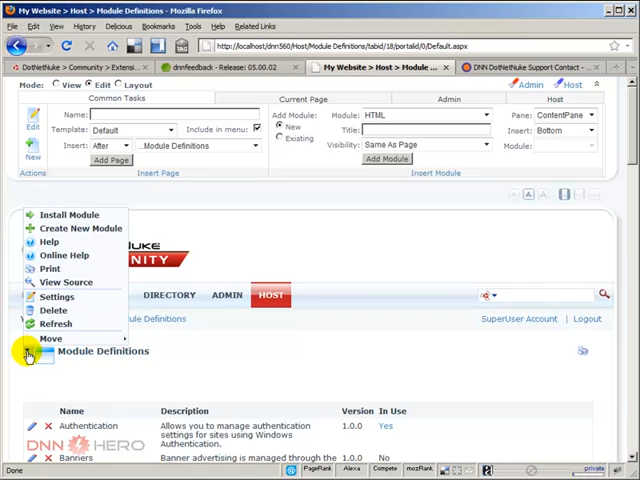 My Website > Host > Module Definitions - Mozilla Firefox
File Edit View History Delicious Bookmarks Tools Related Links
http://localhost/dnn560/Host/Module Definitions/tabid/18/portalid/0/Default.aspx
DotNetNuke > Community > Extensi...
dnnfeedback - Release: 05.00.02
My Website > Host > Module ...
DNN DotNetNuke Support Contact - ...
Mode: View Edit Layout
Admin Host
Common Tasks Current Page Admin Host
Edit
New
Actions
Name:
Template: Default Include in menu:
Insert: After ...Module Definitions
Add Page
Insert Page
Add Module: New Existing
Module: HTML
Title:
Visibility: Same As Page
Add Module
Insert Module
Pane: ContentPane
Insert: Bottom
Module:
A
Install Module
Create New Module
Help
Online Help
Print
View Source
Settings
Delete
Refresh
Move
DIRECTORY ADMIN HOST
SuperUser Account | Logout
Module Definitions
Name Description Version In Use
Authentication Allows you to manage authentication settings for sites using Windows Authentication. 1.0.0 Yes
Banners Banner advertising is managed through the 1.0.0 No
DNN HERO
Done
PageRank Alexa Compete mozRank
private